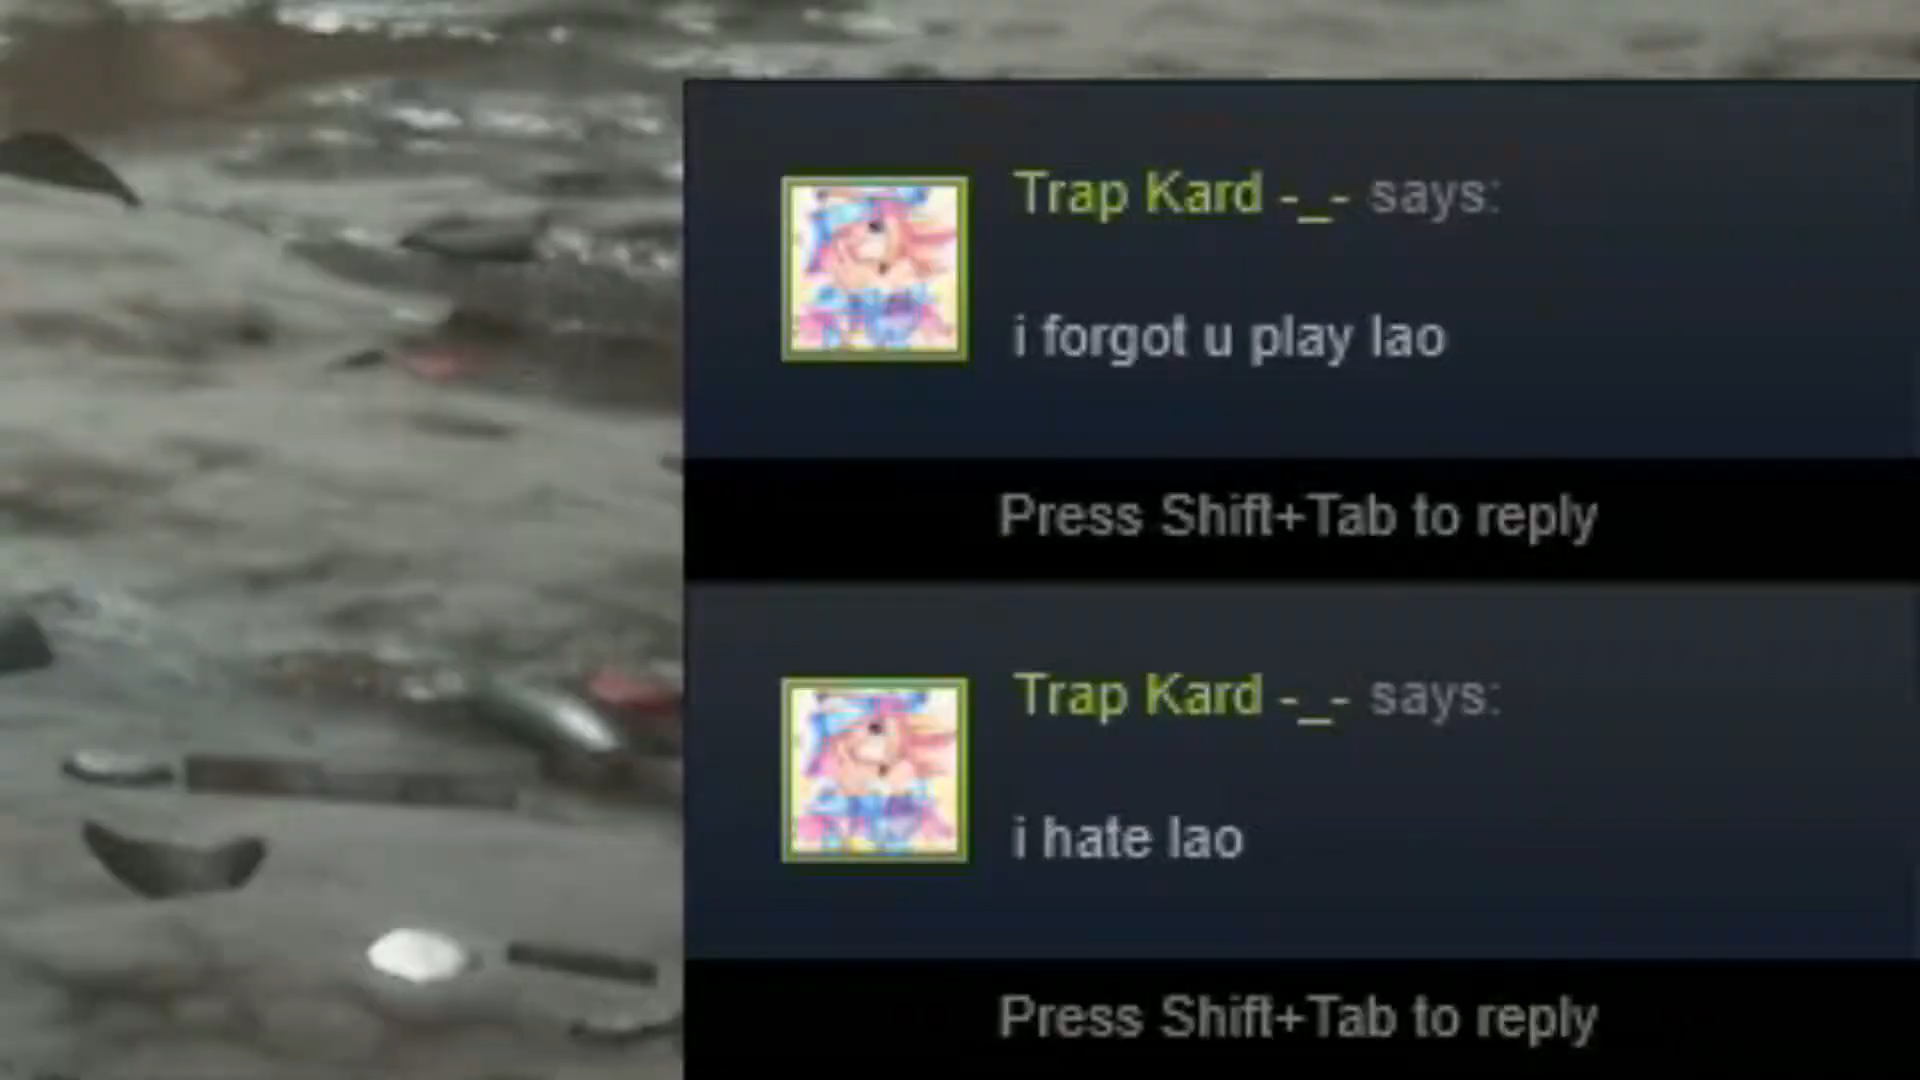 Trap Kard -_- says:
i forgot u play lao
Press Shift+Tab to reply
Trap Kard -_- says:
i hate lao
Press Shift+Tab to reply